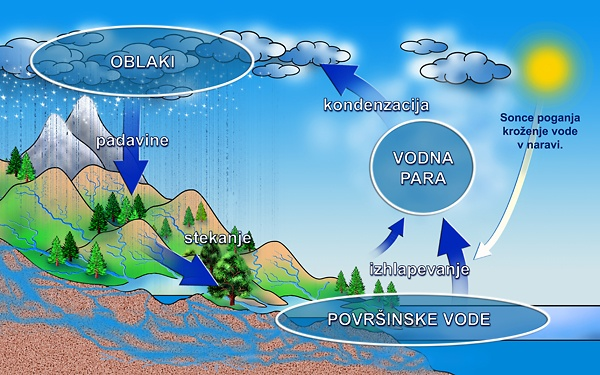 OBLAKI
kondenzacija
Sonce poganja
kroženje vode
v naravi.
padavine
VODNA
PARA
stekanje
izhlapevanje
POVRŠINSKE VODE